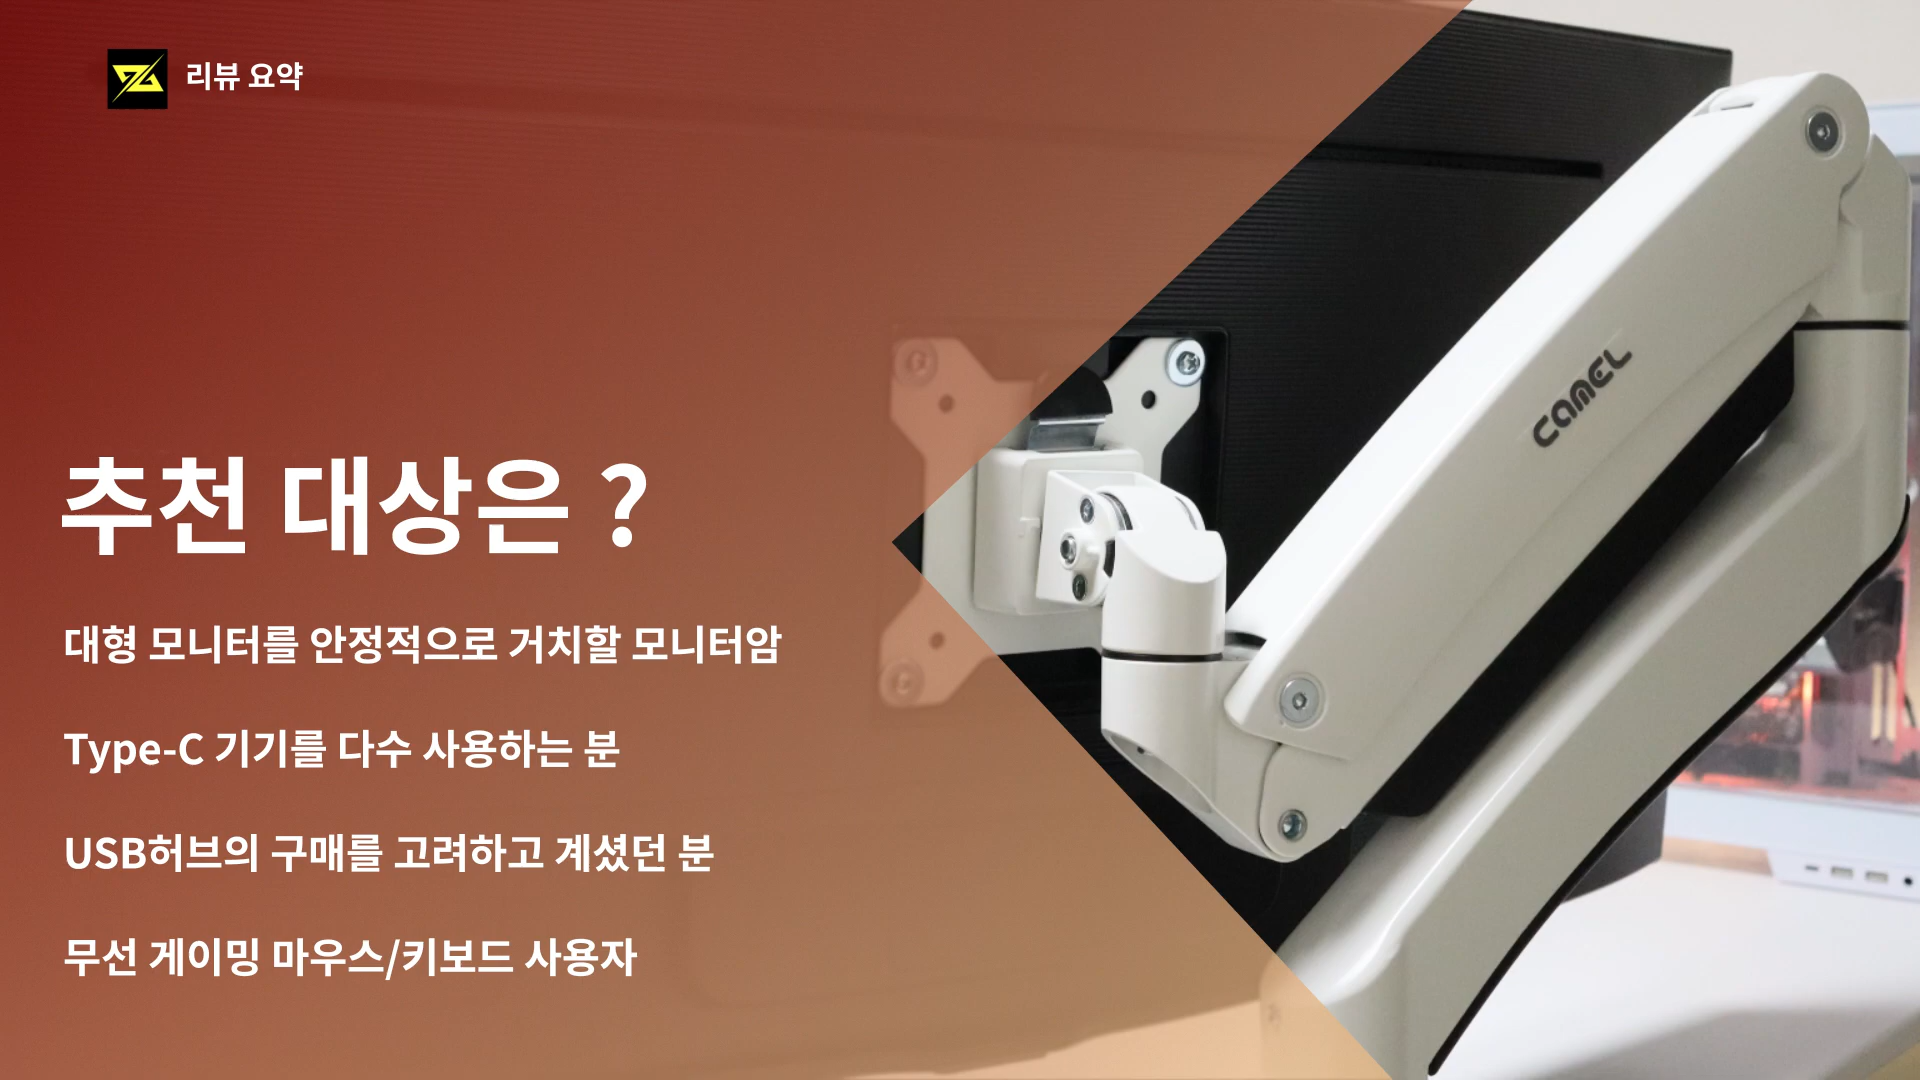 리뷰 요약
추천 대상은 ?
대형 모니터를 안정적으로 거치할 모니터암
Type-C 기기를 다수 사용하는 분
USB허브의 구매를 고려하고 계셨던 분
무선 게이밍 마우스/키보드 사용자
CAMEL